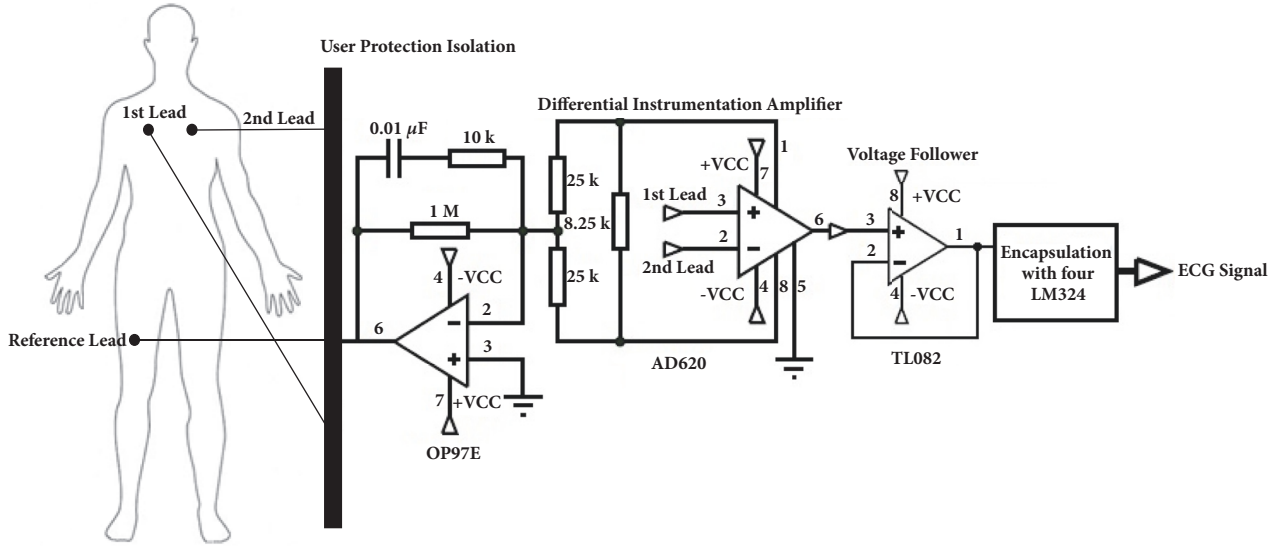 User Protection Isolation
1st Lead
2nd Lead
Reference Lead
0.01 µF
10 k
1 M
4
-VCC
6
2
3
7
+VCC
OP97E
Differential Instrumentation Amplifier
25 k
8.25 k
25 k
1
+VCC
7
1st Lead
3
2
2nd Lead
6
-VCC
4
8
5
AD620
Voltage Follower
8
+VCC
3
2
1
4
-VCC
TL082
Encapsulation
with four
LM324
ECG Signal